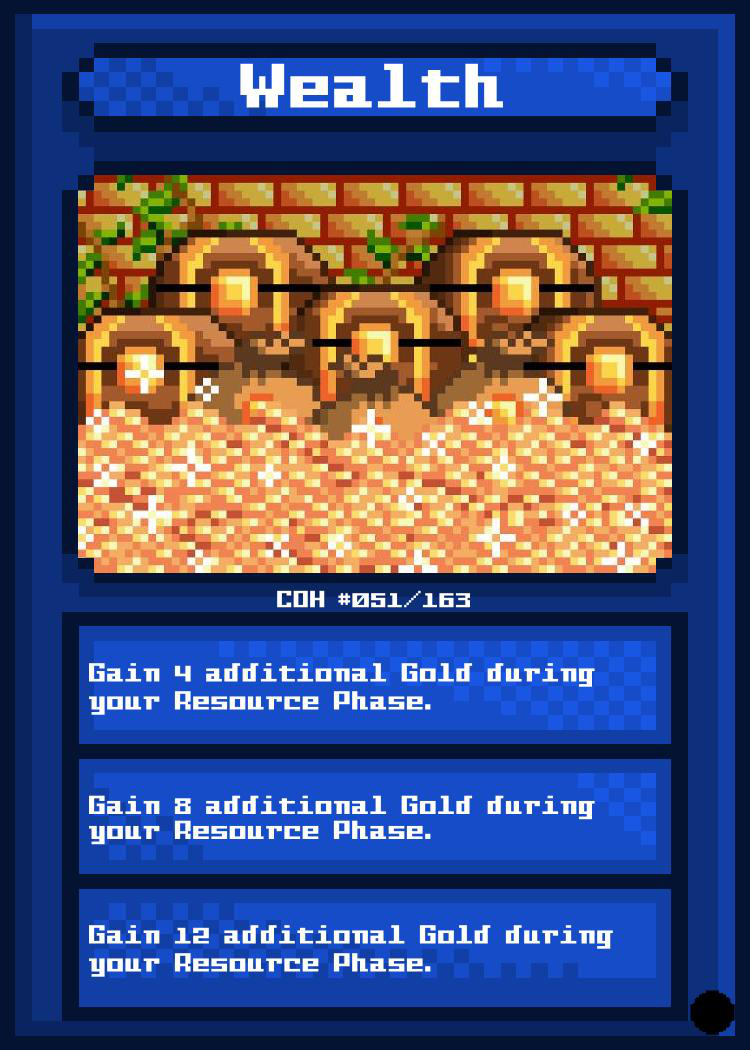 Wealth
COH #051/163
Gain 4 additional Gold during
your Resource Phase.
Gain 8 additional Gold during
your Resource Phase.
Gain 12 additional Gold during
your Resource Phase.